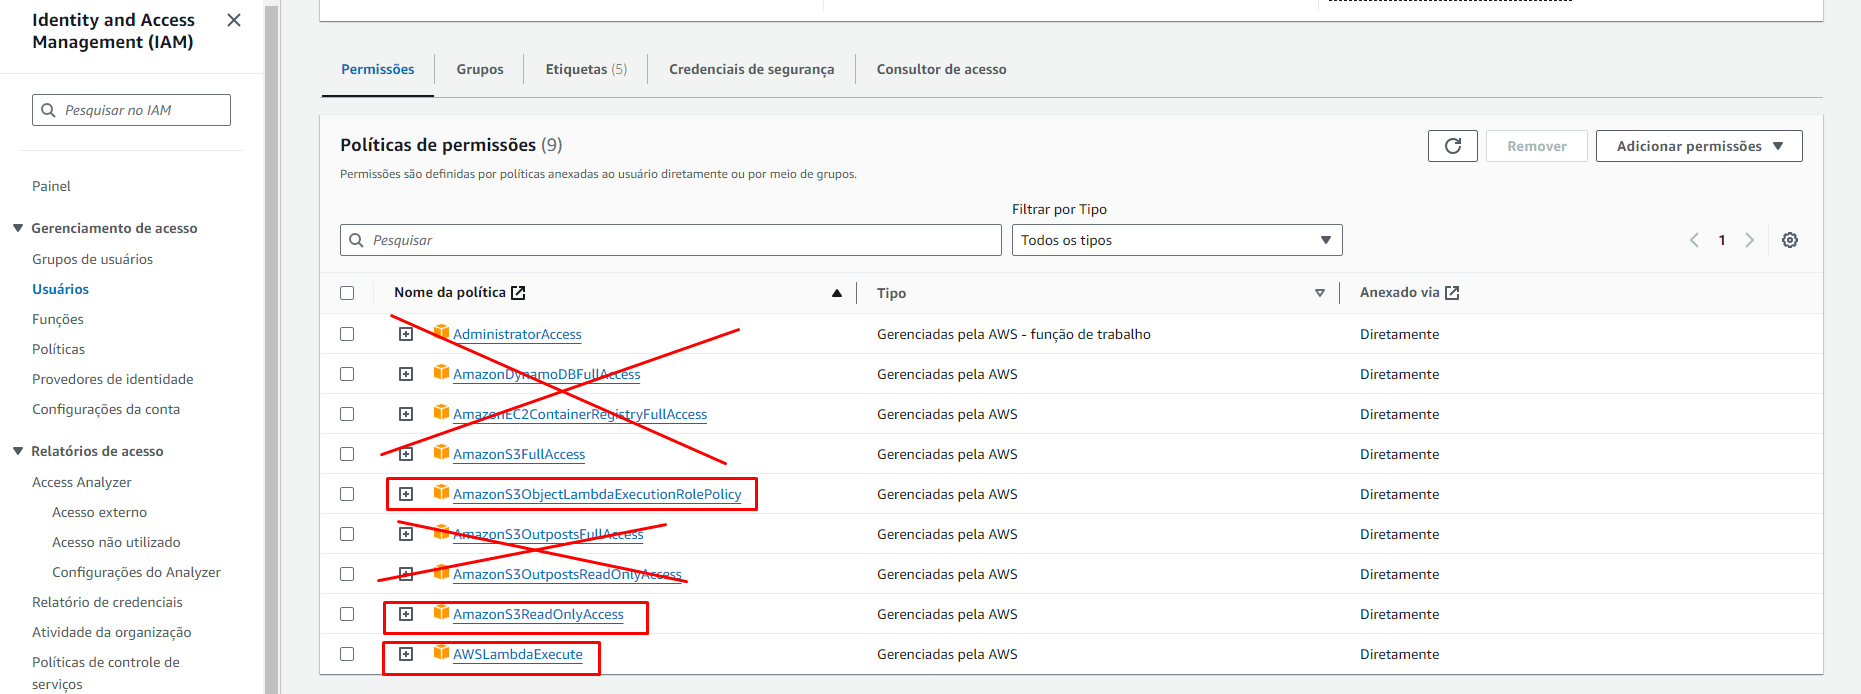 Identity and Access
Management (IAM)
Pesquisar no IAM
Painel
Gerenciamento de acesso
Grupos de usuários
Usuários
Funções
Políticas
Provedores de identidade
Configurações da conta
Relatórios de acesso
Access Analyzer
Acesso externo
Acesso não utilizado
Configurações do Analyzer
Relatório de credenciais
Atividade da organização
Políticas de controle de
serviços
Permissões Grupos Etiquetas (5) Credenciais de segurança Consultor de acesso
Políticas de permissões (9)
Remover Adicionar permissões
Permissões são definidas por políticas anexadas ao usuário diretamente ou por meio de grupos.
Filtrar por Tipo
Pesquisar Todos os tipos 1
Nome da política Tipo Anexado via
AdministratorAccess Gerenciadas pela AWS - função de trabalho Diretamente
AmazonDynamoDBFullAccess Gerenciadas pela AWS Diretamente
AmazonEC2ContainerRegistryFullAccess Gerenciadas pela AWS Diretamente
AmazonS3FullAccess Gerenciadas pela AWS Diretamente
AmazonS3ObjectLambdaExecutionRolePolicy Gerenciadas pela AWS Diretamente
AmazonS3OutpostsFullAccess Gerenciadas pela AWS Diretamente
AmazonS3OutpostsReadOnlyAccess Gerenciadas pela AWS Diretamente
AmazonS3ReadOnlyAccess Gerenciadas pela AWS Diretamente
AWSLambdaExecute Gerenciadas pela AWS Diretamente